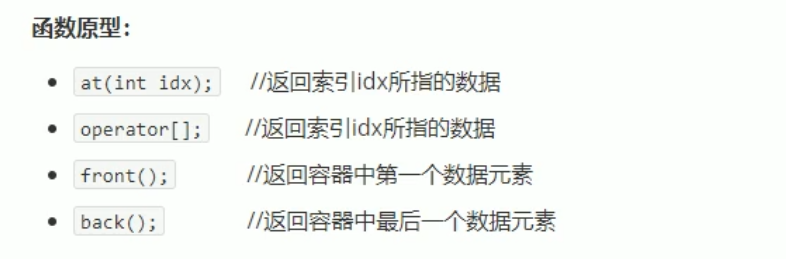 函数原型：
at(int idx); //返回索引idx所指的数据
operator[]; //返回索引idx所指的数据
front(); //返回容器中第一个数据元素
back(); //返回容器中最后一个数据元素